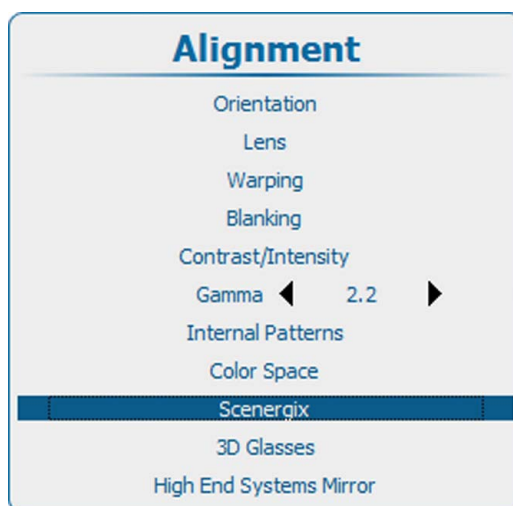 Alignment
Orientation
Lens
Warping
Blanking
Contrast/Intensity
Gamma 2.2
Internal Patterns
Color Space
Scenergix
3D Glasses
High End Systems Mirror